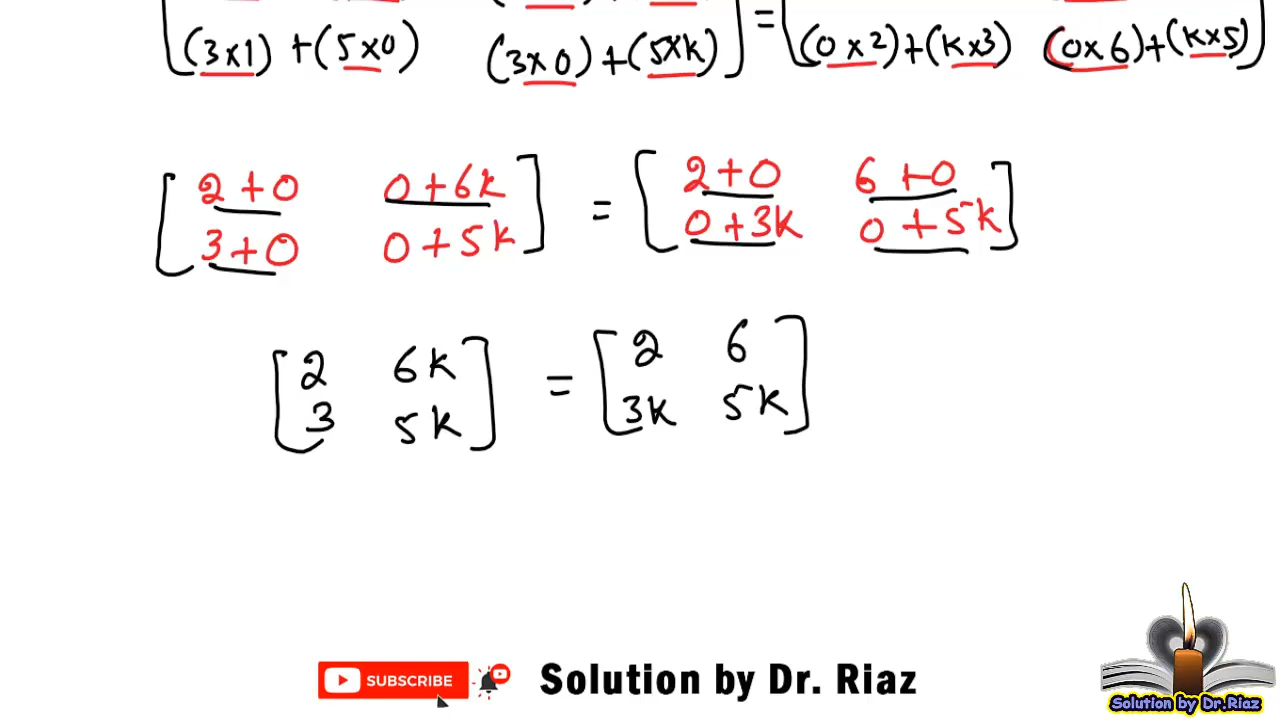 (3x1) + (5x0) (3x0) + (5xk) = (0x2) + (kx3) (0x6) + (kx5)
[2+0 0+6k] = [2+0 6+0]
[3+0 0+5k] [0+3k 0+5k]
[2 6k] = [2 6]
[3 5k] [3k 5k]
SUBSCRIBE Solution by Dr. Riaz
Solution by Dr.Riaz